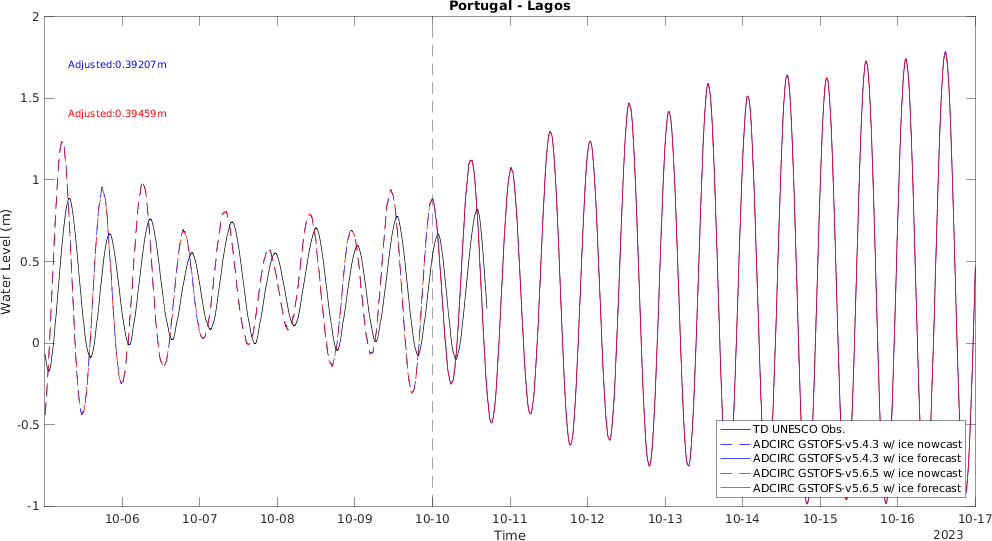 Portugal - Lagos
2
Adjusted:0.39207m
1.5
Adjusted:0.39459m
1
Water Level (m)
0.5
0
-0.5
-1
TD UNESCO Obs.
ADCIRC GSTOFS-v5.4.3 w/ ice nowcast
ADCIRC GSTOFS-v5.4.3 w/ ice forecast
ADCIRC GSTOFS-v5.6.5 w/ ice nowcast
ADCIRC GSTOFS-v5.6.5 w/ ice forecast
10-06 10-07 10-08 10-09 10-10 10-11 10-12 10-13 10-14 10-15 10-16 10-17
Time
2023